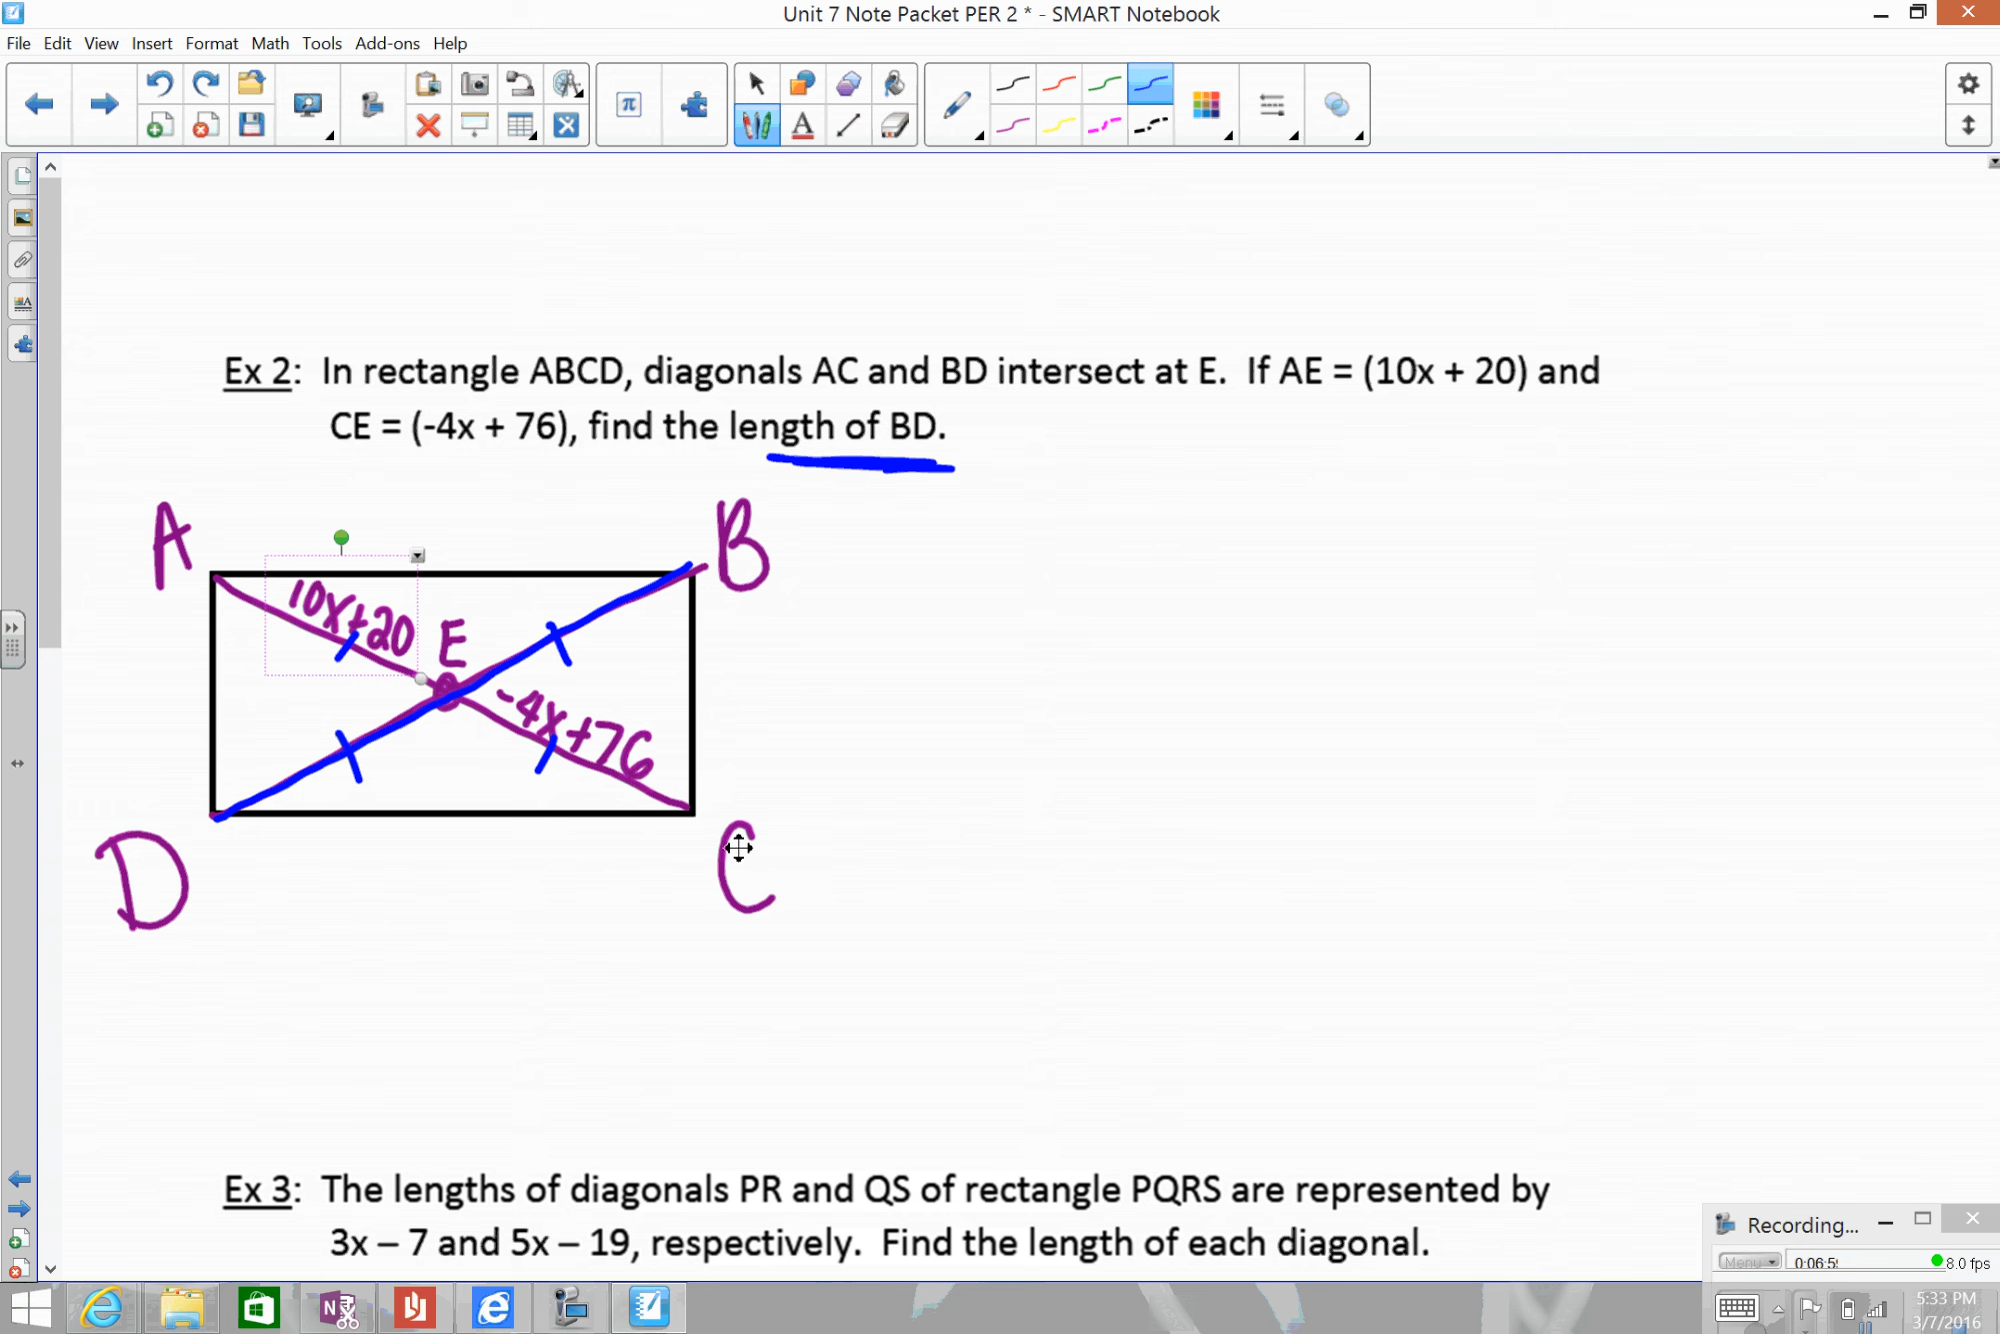 Unit 7 Note Packet PER 2 * - SMART Notebook
File Edit View Insert Format Math Tools Add-ons Help
Ex 2: In rectangle ABCD, diagonals AC and BD intersect at E. If AE = (10x + 20) and
CE = (-4x + 76), find the length of BD.
A
B
10x+20
E
-4x+76
D
C
Ex 3: The lengths of diagonals PR and QS of rectangle PQRS are represented by
3x – 7 and 5x – 19, respectively. Find the length of each diagonal.
Recording...
Menu
8.0 fps
5:33 PM
3/7/2016